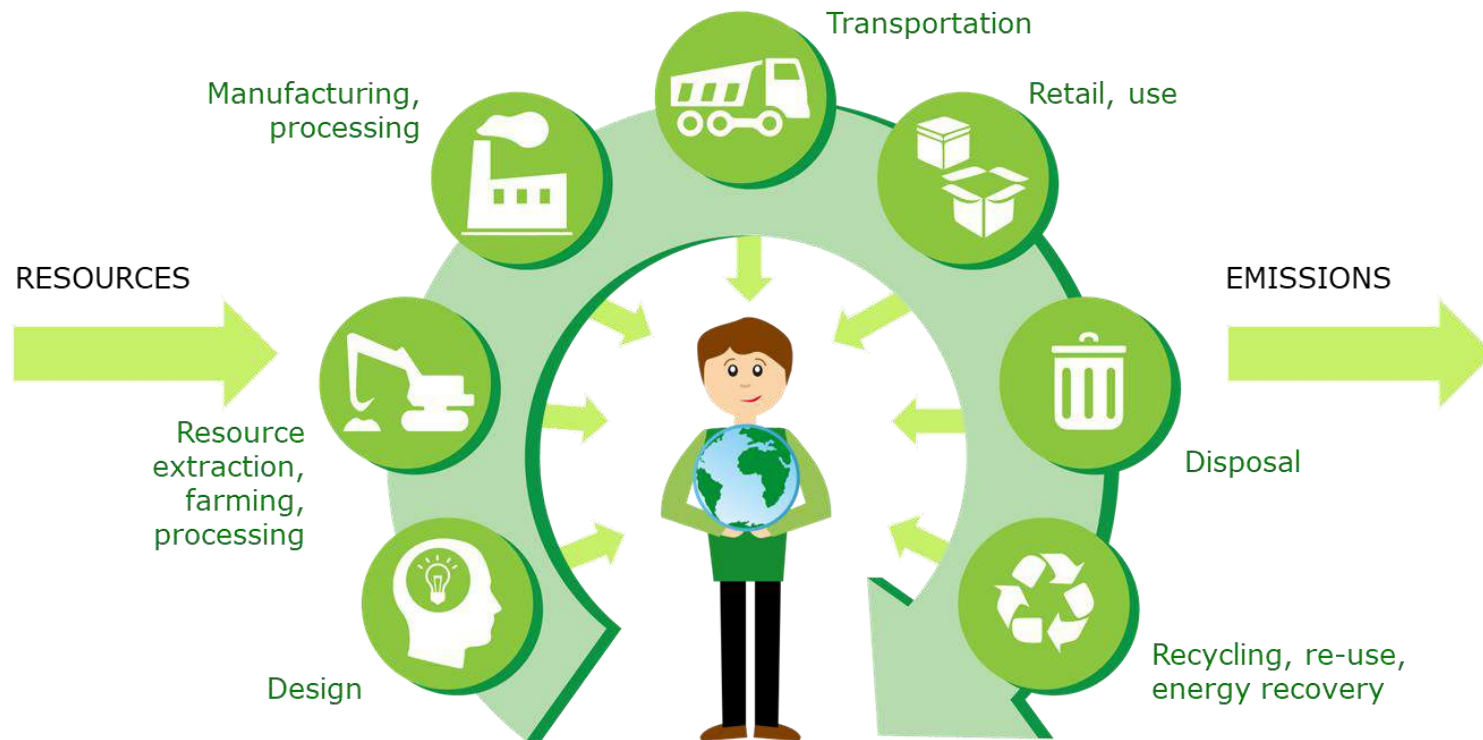 Transportation
Manufacturing,
processing
Retail, use
RESOURCES
EMISSIONS
Resource
extraction,
farming,
processing
Disposal
Design
Recycling, re-use,
energy recovery